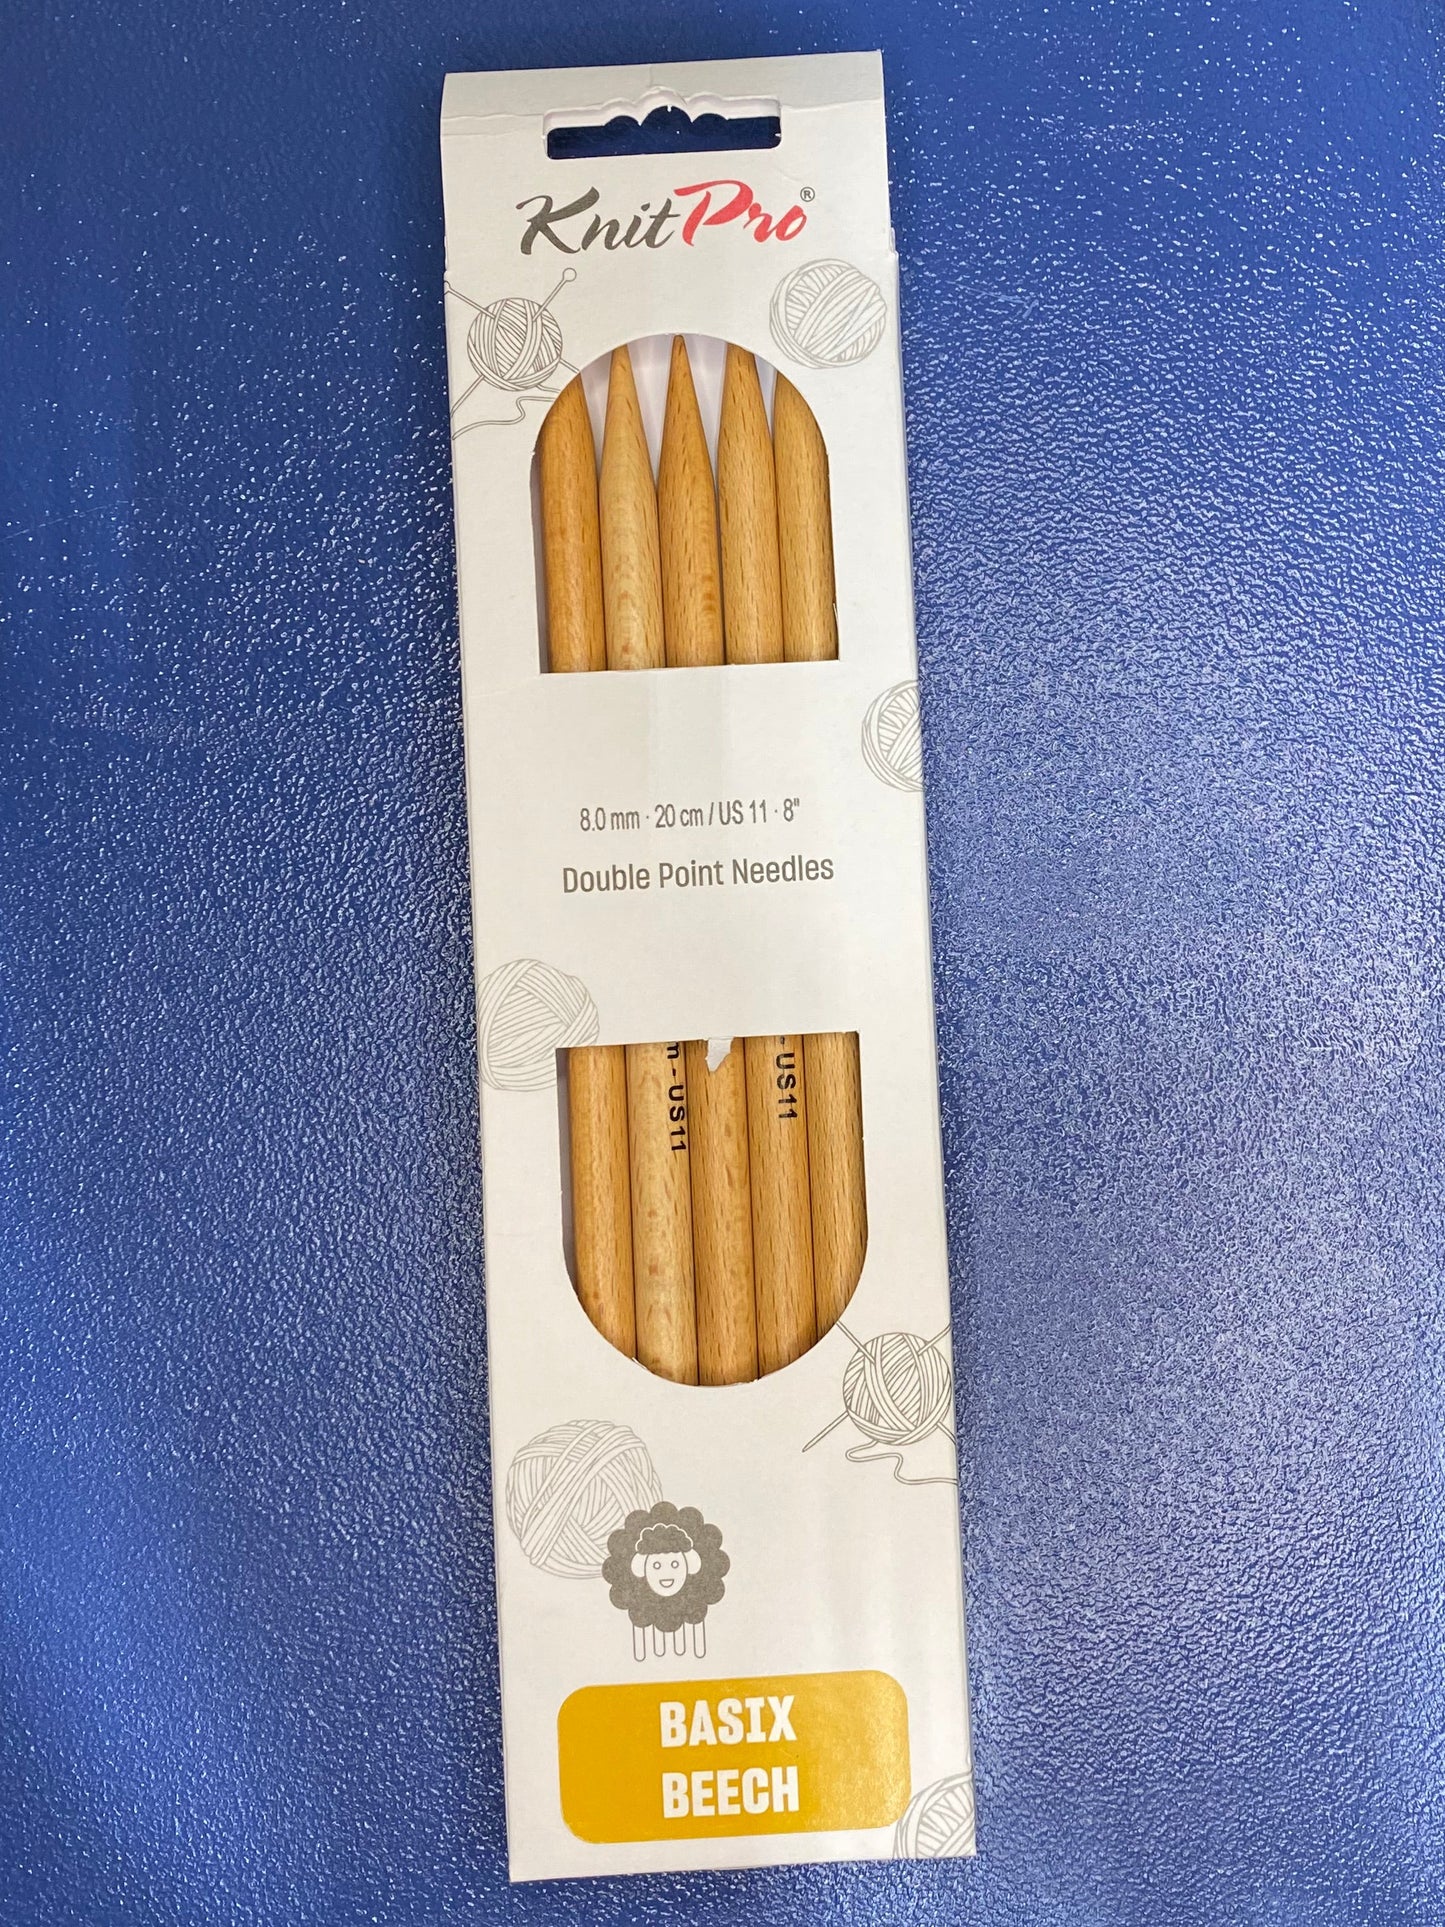 KnitPro®
8.0 mm · 20 cm / US 11 · 8"
Double Point Needles
m - US11
- US11
BASIX
BEECH